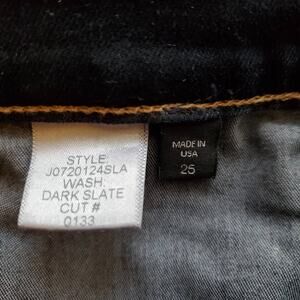 STYLE:
J0720124SLA
WASH:
DARK SLATE
CUT #
0133
MADE IN
USA
25